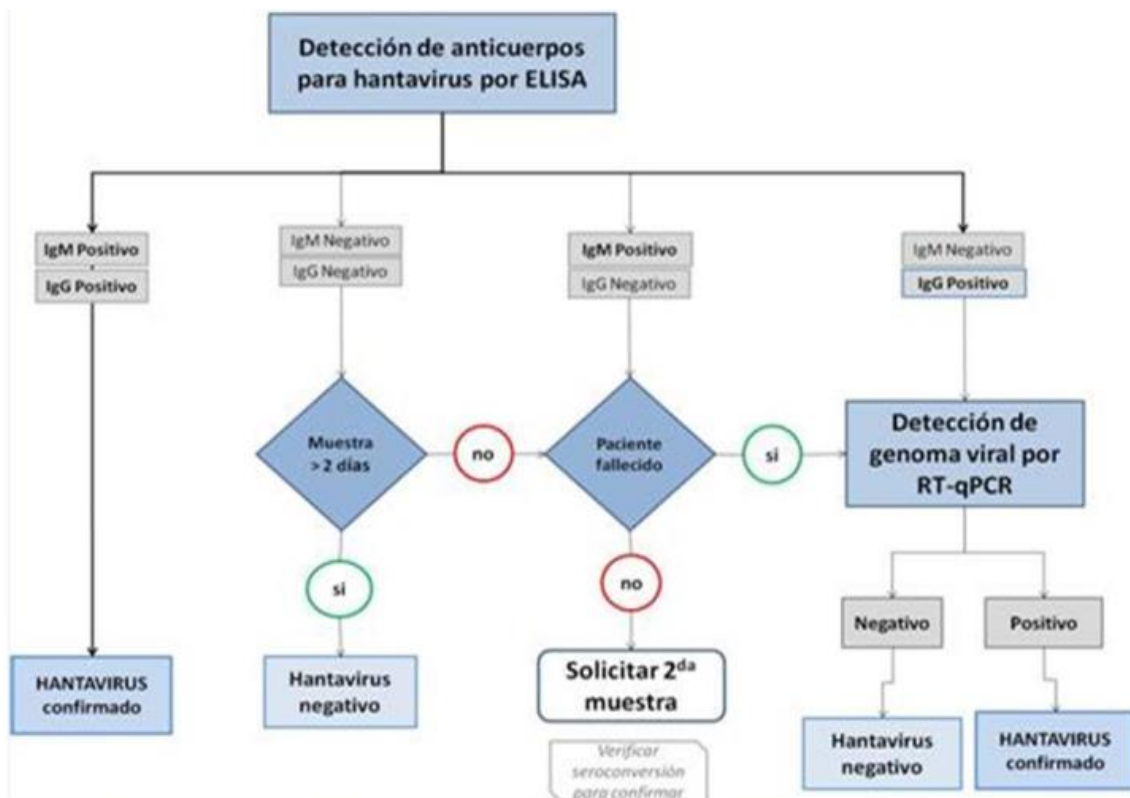 Detección de anticuerpos
para hantavirus por ELISA
IgM Positivo
IgG Positivo
IgM Negativo
IgG Negativo
IgM Positivo
IgG Negativo
IgM Negativo
IgG Positivo
Muestra
> 2 días
no
Paciente
fallecido
si
Detección de
genoma viral por
RT-qPCR
si
no
Negativo
Positivo
HANTAVIRUS
confirmado
Hantavirus
negativo
Solicitar 2da
muestra
Verificar
seroconversión
para confirmar
Hantavirus
negativo
HANTAVIRUS
confirmado